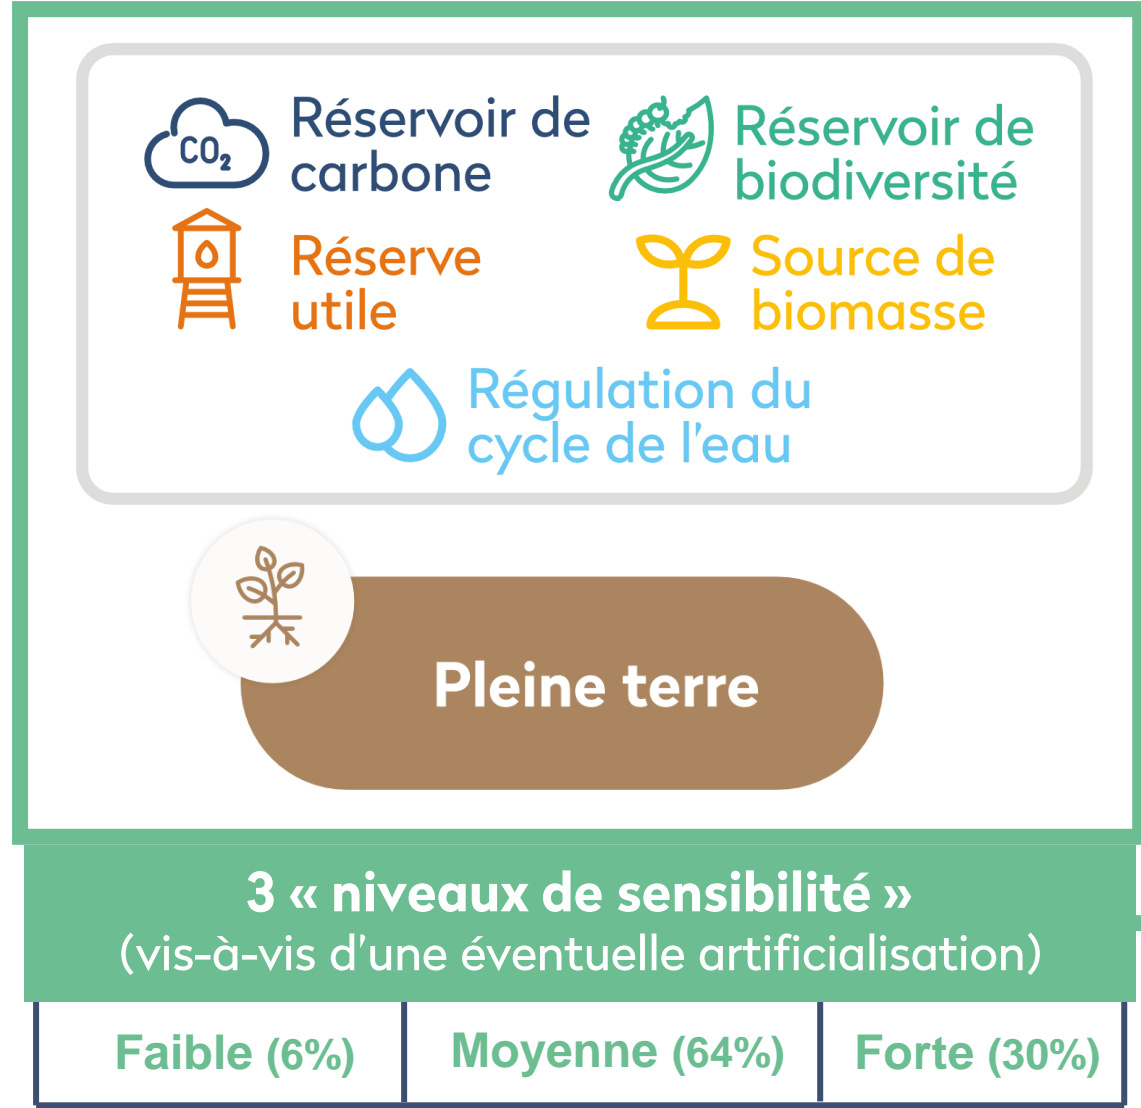 CO₂
Réservoir de
carbone
Réservoir de
biodiversité
Réserve
utile
Source de
biomasse
Régulation du
cycle de l'eau
Pleine terre
3 « niveaux de sensibilité »
(vis-à-vis d'une éventuelle artificialisation)
Faible (6%)
Moyenne (64%)
Forte (30%)